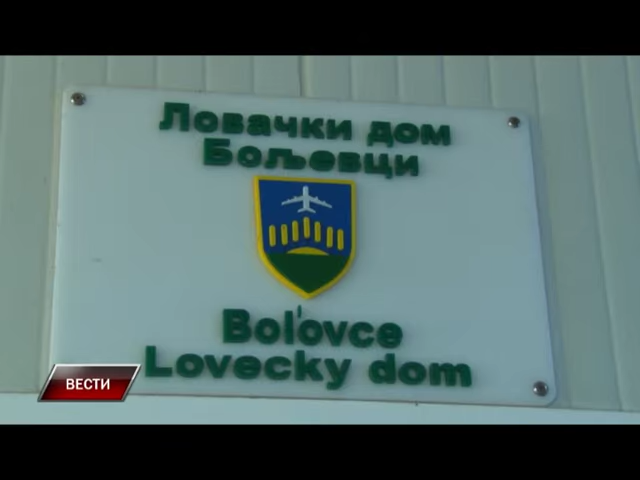 Ловачки дом
Бољевци
Boľovce
Lovecky dom
ВЕСТИ